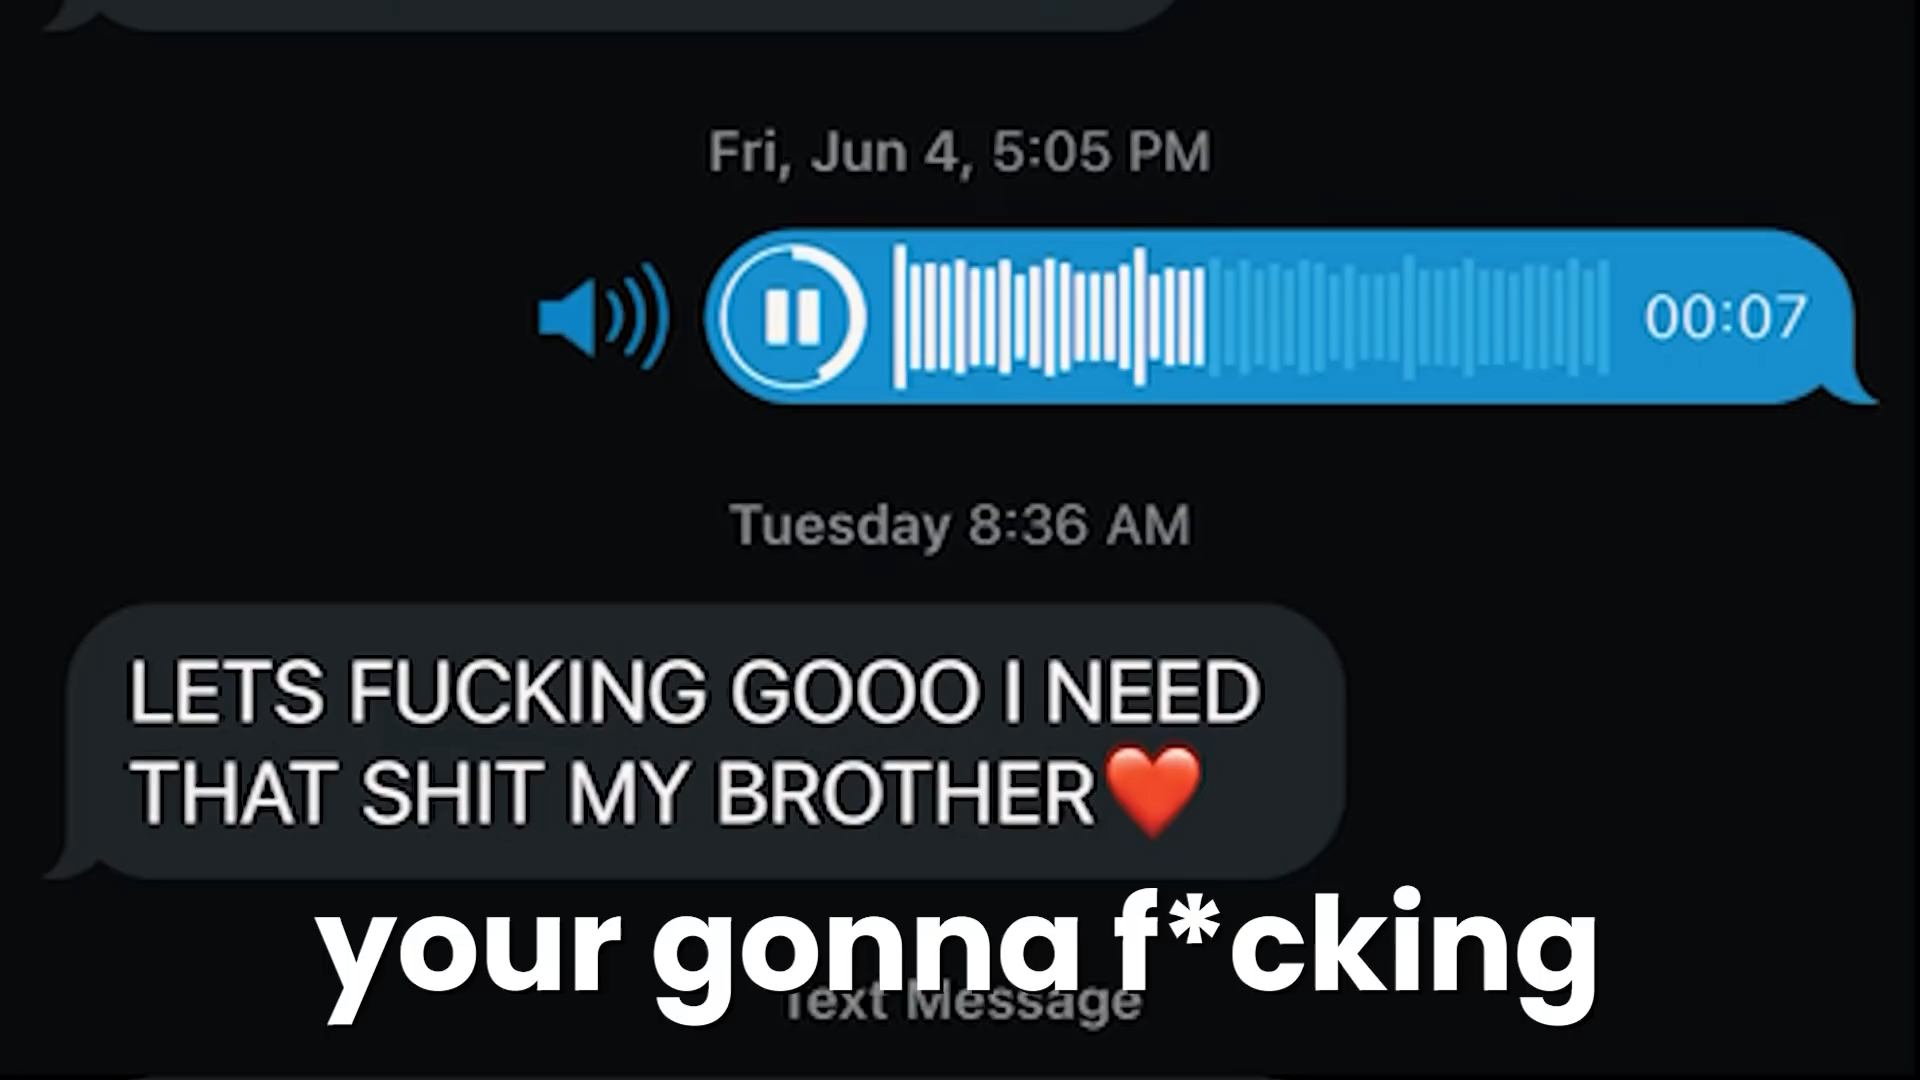 Fri, Jun 4, 5:05 PM
00:07
Tuesday 8:36 AM
LETS FUCKING GOOO I NEED
THAT SHIT MY BROTHER❤️
your gonna f*cking
Text Message